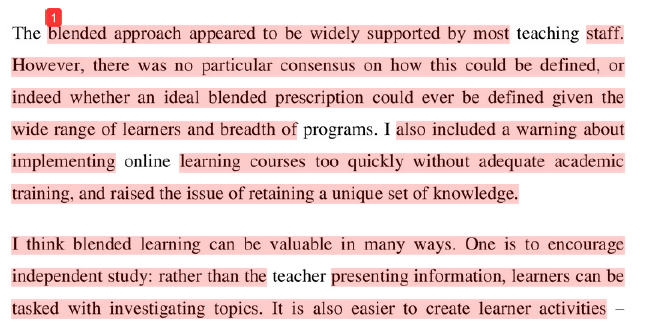 1
The blended approach appeared to be widely supported by most teaching staff.
However, there was no particular consensus on how this could be defined, or
indeed whether an ideal blended prescription could ever be defined given the
wide range of learners and breadth of programs. I also included a warning about
implementing online learning courses too quickly without adequate academic
training, and raised the issue of retaining a unique set of knowledge.
I think blended learning can be valuable in many ways. One is to encourage
independent study: rather than the teacher presenting information, learners can be
tasked with investigating topics. It is also easier to create learner activities –